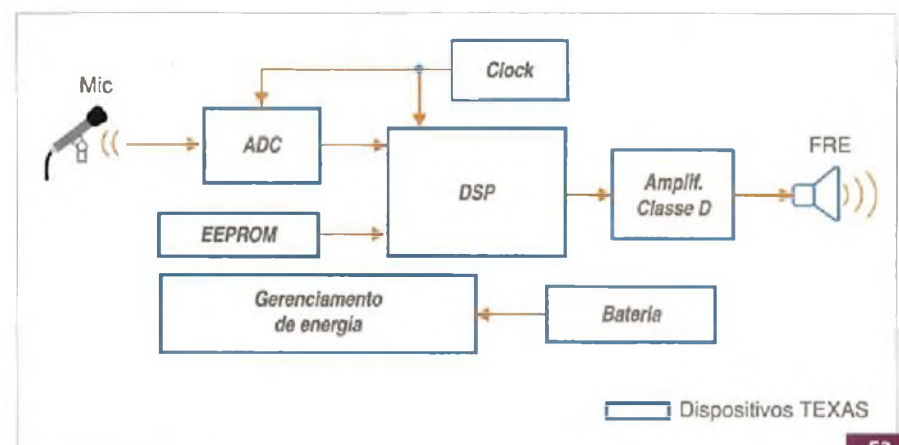 Clock
Mic
ADC
FRE
DSP
Amplif.
Classe D
EEPROM
Gerenciamento
de energia
Bateria
Dispositivos TEXAS